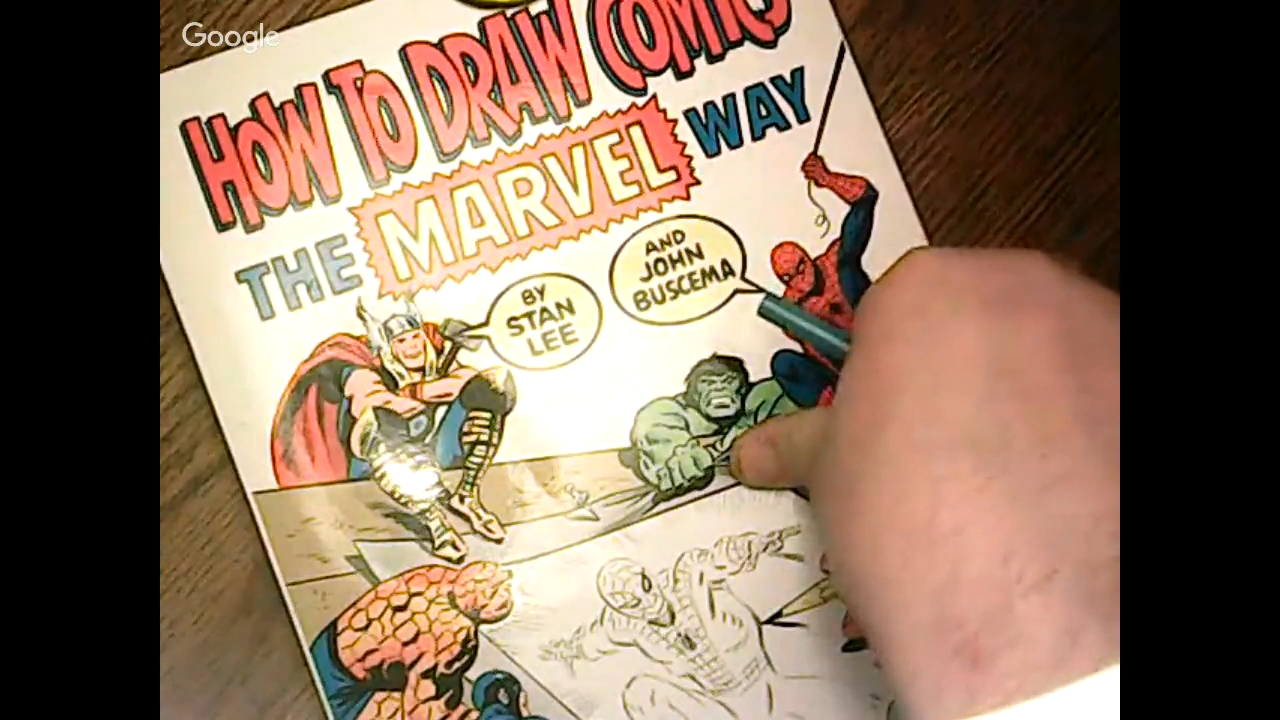 Google
HOW TO DRAW COMICS
THE MARVEL WAY
BY
STAN
LEE
AND
JOHN
BUSCEMA